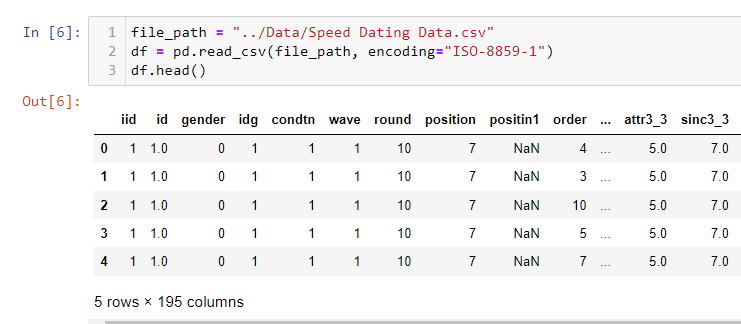 In [6]: 1 file_path = "../Data/Speed Dating Data.csv"
2 df = pd.read_csv(file_path, encoding="ISO-8859-1")
3 df.head()
Out[6]:
iid id gender idg condtn wave round position positin1 order ... attr3_3 sinc3_3
0 1 1.0 0 1 1 1 10 7 NaN 4 ... 5.0 7.0
1 1 1.0 0 1 1 1 10 7 NaN 3 ... 5.0 7.0
2 1 1.0 0 1 1 1 10 7 NaN 10 ... 5.0 7.0
3 1 1.0 0 1 1 1 10 7 NaN 5 ... 5.0 7.0
4 1 1.0 0 1 1 1 10 7 NaN 7 ... 5.0 7.0
5 rows × 195 columns